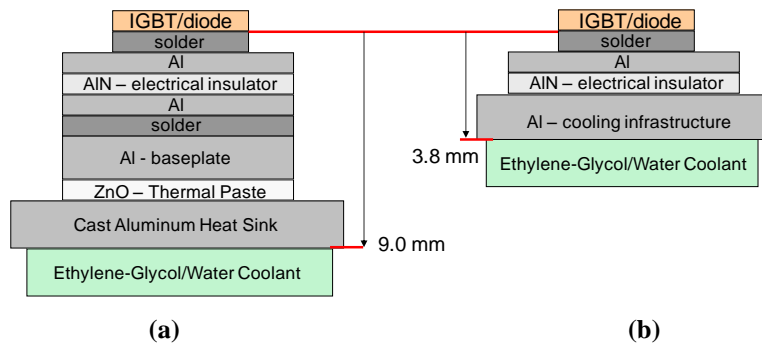 IGBT/diode
solder
Al
AlN – electrical insulator
Al
solder
Al - baseplate
ZnO – Thermal Paste
Cast Aluminum Heat Sink
Ethylene-Glycol/Water Coolant
9.0 mm
(a)
IGBT/diode
solder
Al
AlN – electrical insulator
Al – cooling infrastructure
3.8 mm
Ethylene-Glycol/Water Coolant
(b)